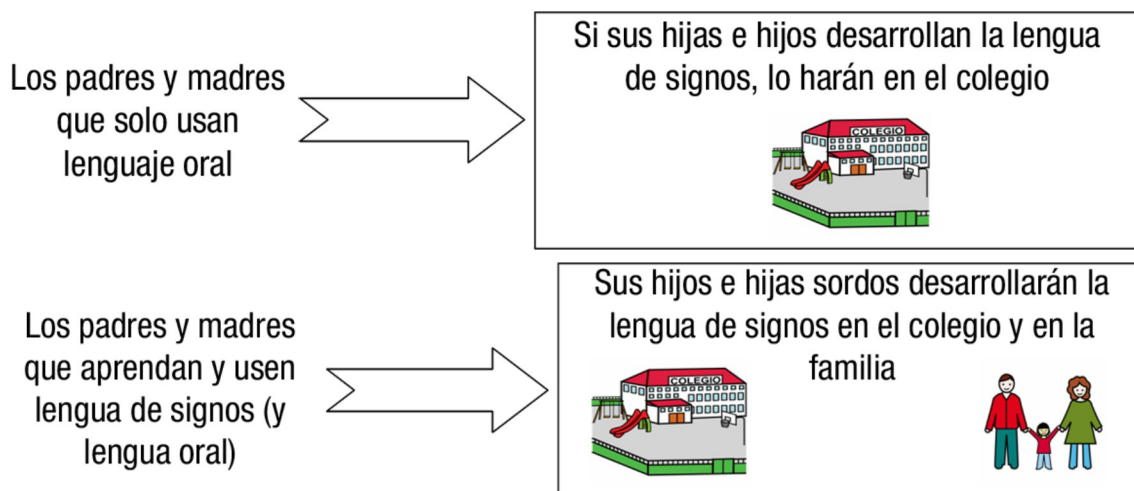 Los padres y madres
que solo usan
lenguaje oral
Si sus hijas e hijos desarrollan la lengua
de signos, lo harán en el colegio
COLEGIO
Los padres y madres
que aprendan y usen
lengua de signos (y
lengua oral)
Sus hijos e hijas sordos desarrollarán la
lengua de signos en el colegio y en la
familia
COLEGIO